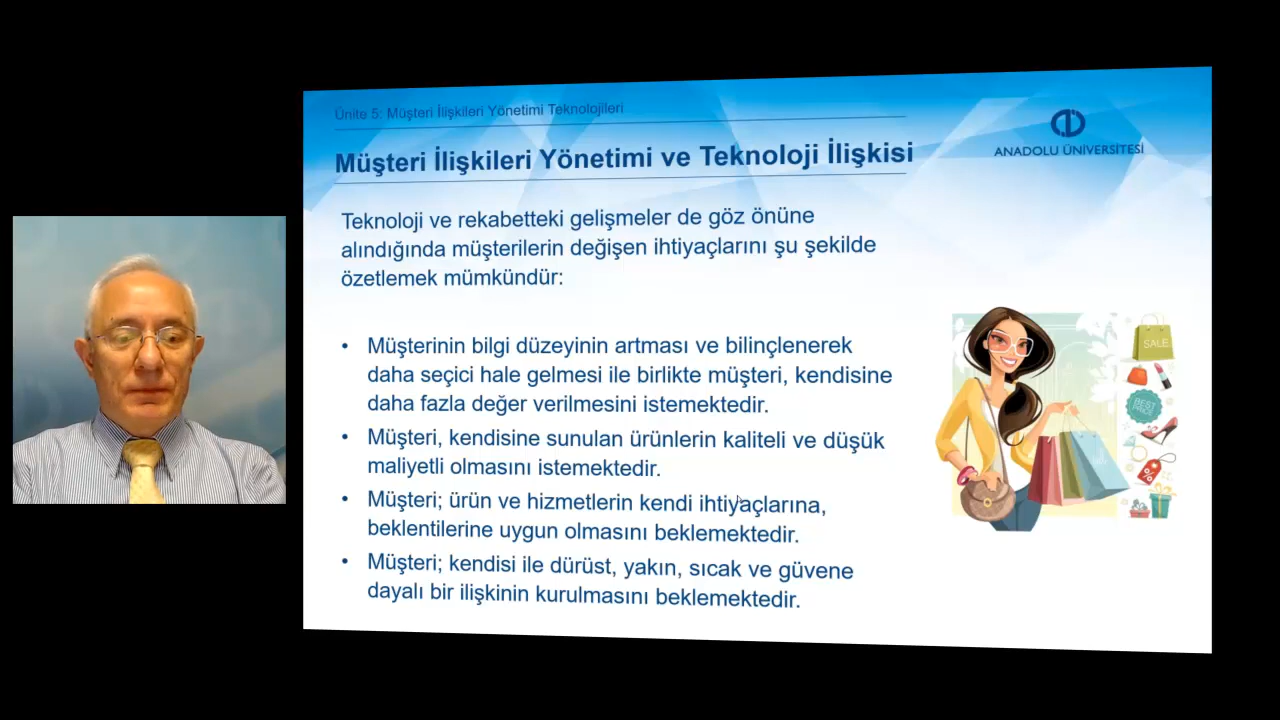 Ünite 5: Müşteri İlişkileri Yönetimi Teknolojileri
Müşteri İlişkileri Yönetimi ve Teknoloji İlişkisi
ANADOLU ÜNİVERSİTESİ
Teknoloji ve rekabetteki gelişmeler de göz önüne
alındığında müşterilerin değişen ihtiyaçlarını şu şekilde
özetlemek mümkündür:
• Müşterinin bilgi düzeyinin artması ve bilinçlenerek
daha seçici hale gelmesi ile birlikte müşteri, kendisine
daha fazla değer verilmesini istemektedir.
• Müşteri, kendisine sunulan ürünlerin kaliteli ve düşük
maliyetli olmasını istemektedir.
• Müşteri; ürün ve hizmetlerin kendi ihtiyaçlarına,
beklentilerine uygun olmasını beklemektedir.
• Müşteri; kendisi ile dürüst, yakın, sıcak ve güvene
dayalı bir ilişkinin kurulmasını beklemektedir.
SALE
BEST
PRICE
%